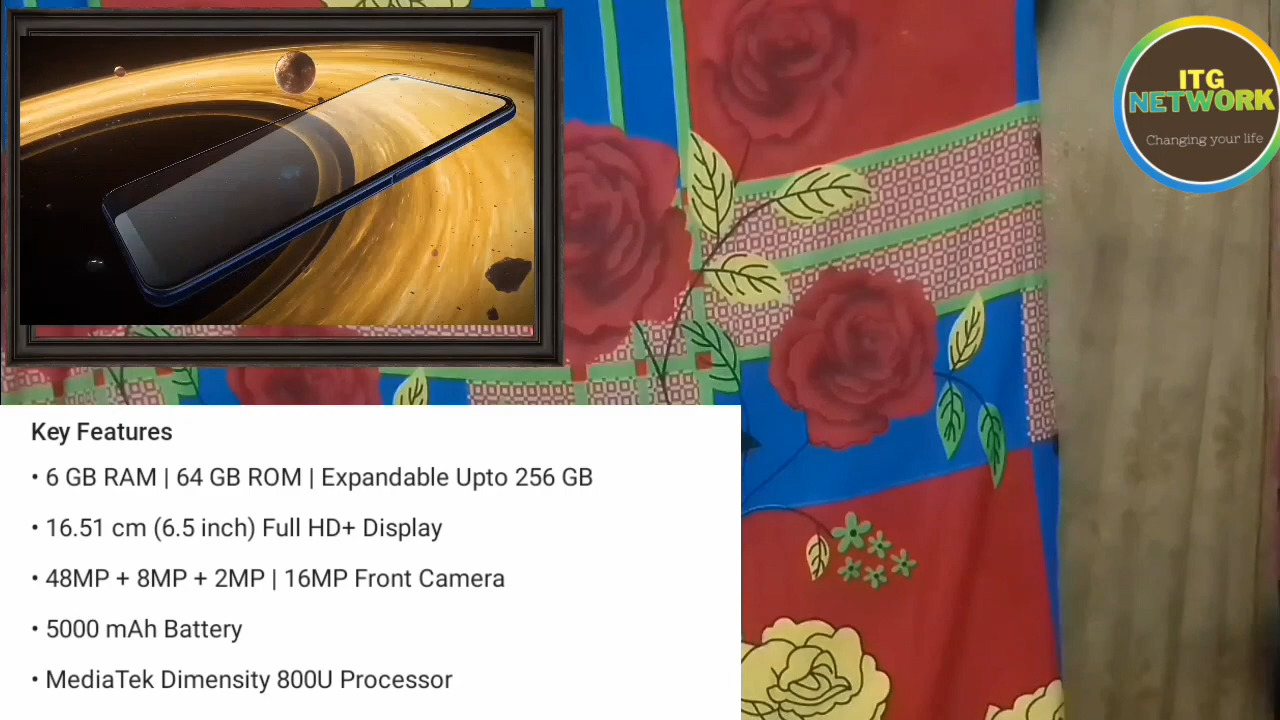 ITG
NETWORK
Changing your life
Key Features
• 6 GB RAM | 64 GB ROM | Expandable Upto 256 GB
• 16.51 cm (6.5 inch) Full HD+ Display
• 48MP + 8MP + 2MP | 16MP Front Camera
• 5000 mAh Battery
• MediaTek Dimensity 800U Processor